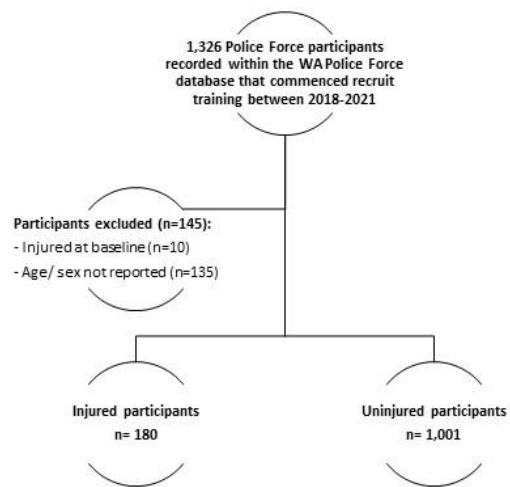 1,326 Police Force participants
recorded within the WA Police Force
database that commenced recruit
training between 2018-2021
Participants excluded (n=145):
- Injured at baseline (n=10)
- Age/ sex not reported (n=135)
Injured participants
n= 180
Uninjured participants
n= 1,001